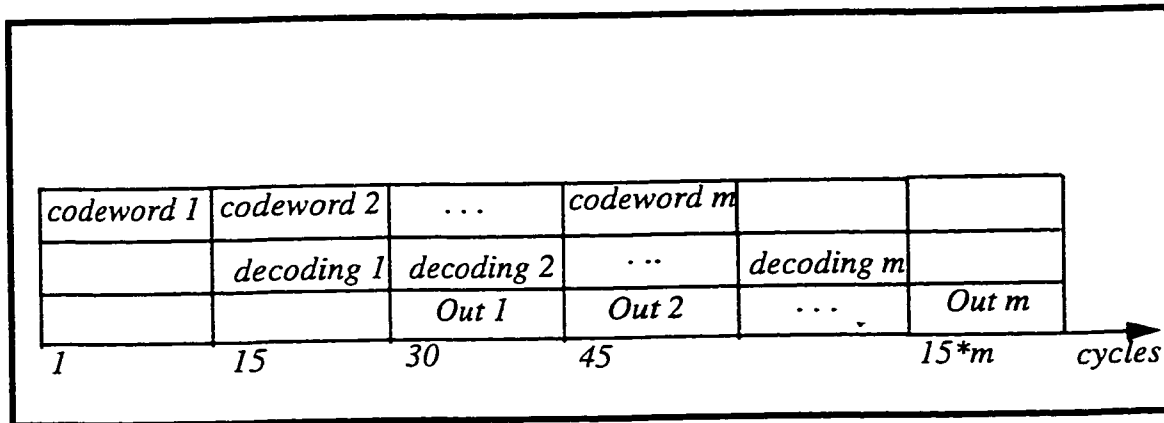 codeword 1 codeword 2 ... codeword m
decoding 1 decoding 2 ... decoding m
Out 1 Out 2 ... Out m
1 15 30 45 15*m cycles